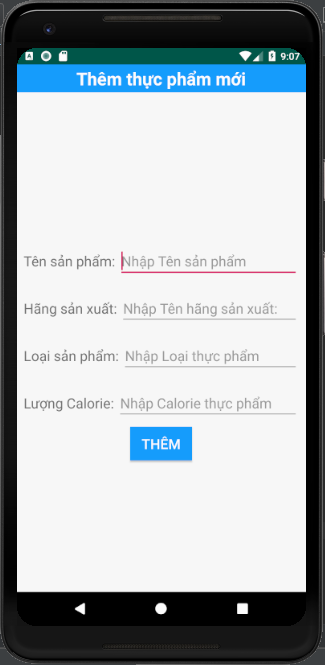 9:07
Thêm thực phẩm mới
Tên sản phẩm: Nhập Tên sản phẩm
Hãng sản xuất: Nhập Tên hãng sản xuất:
Loại sản phẩm: Nhập Loại thực phẩm
Lượng Calorie: Nhập Calorie thực phẩm
THÊM